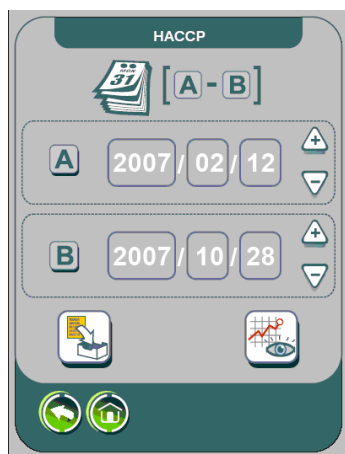 HACCP
MON
31
[A-B]
A 2007/02/12
+
-
B 2007/10/28
+
-